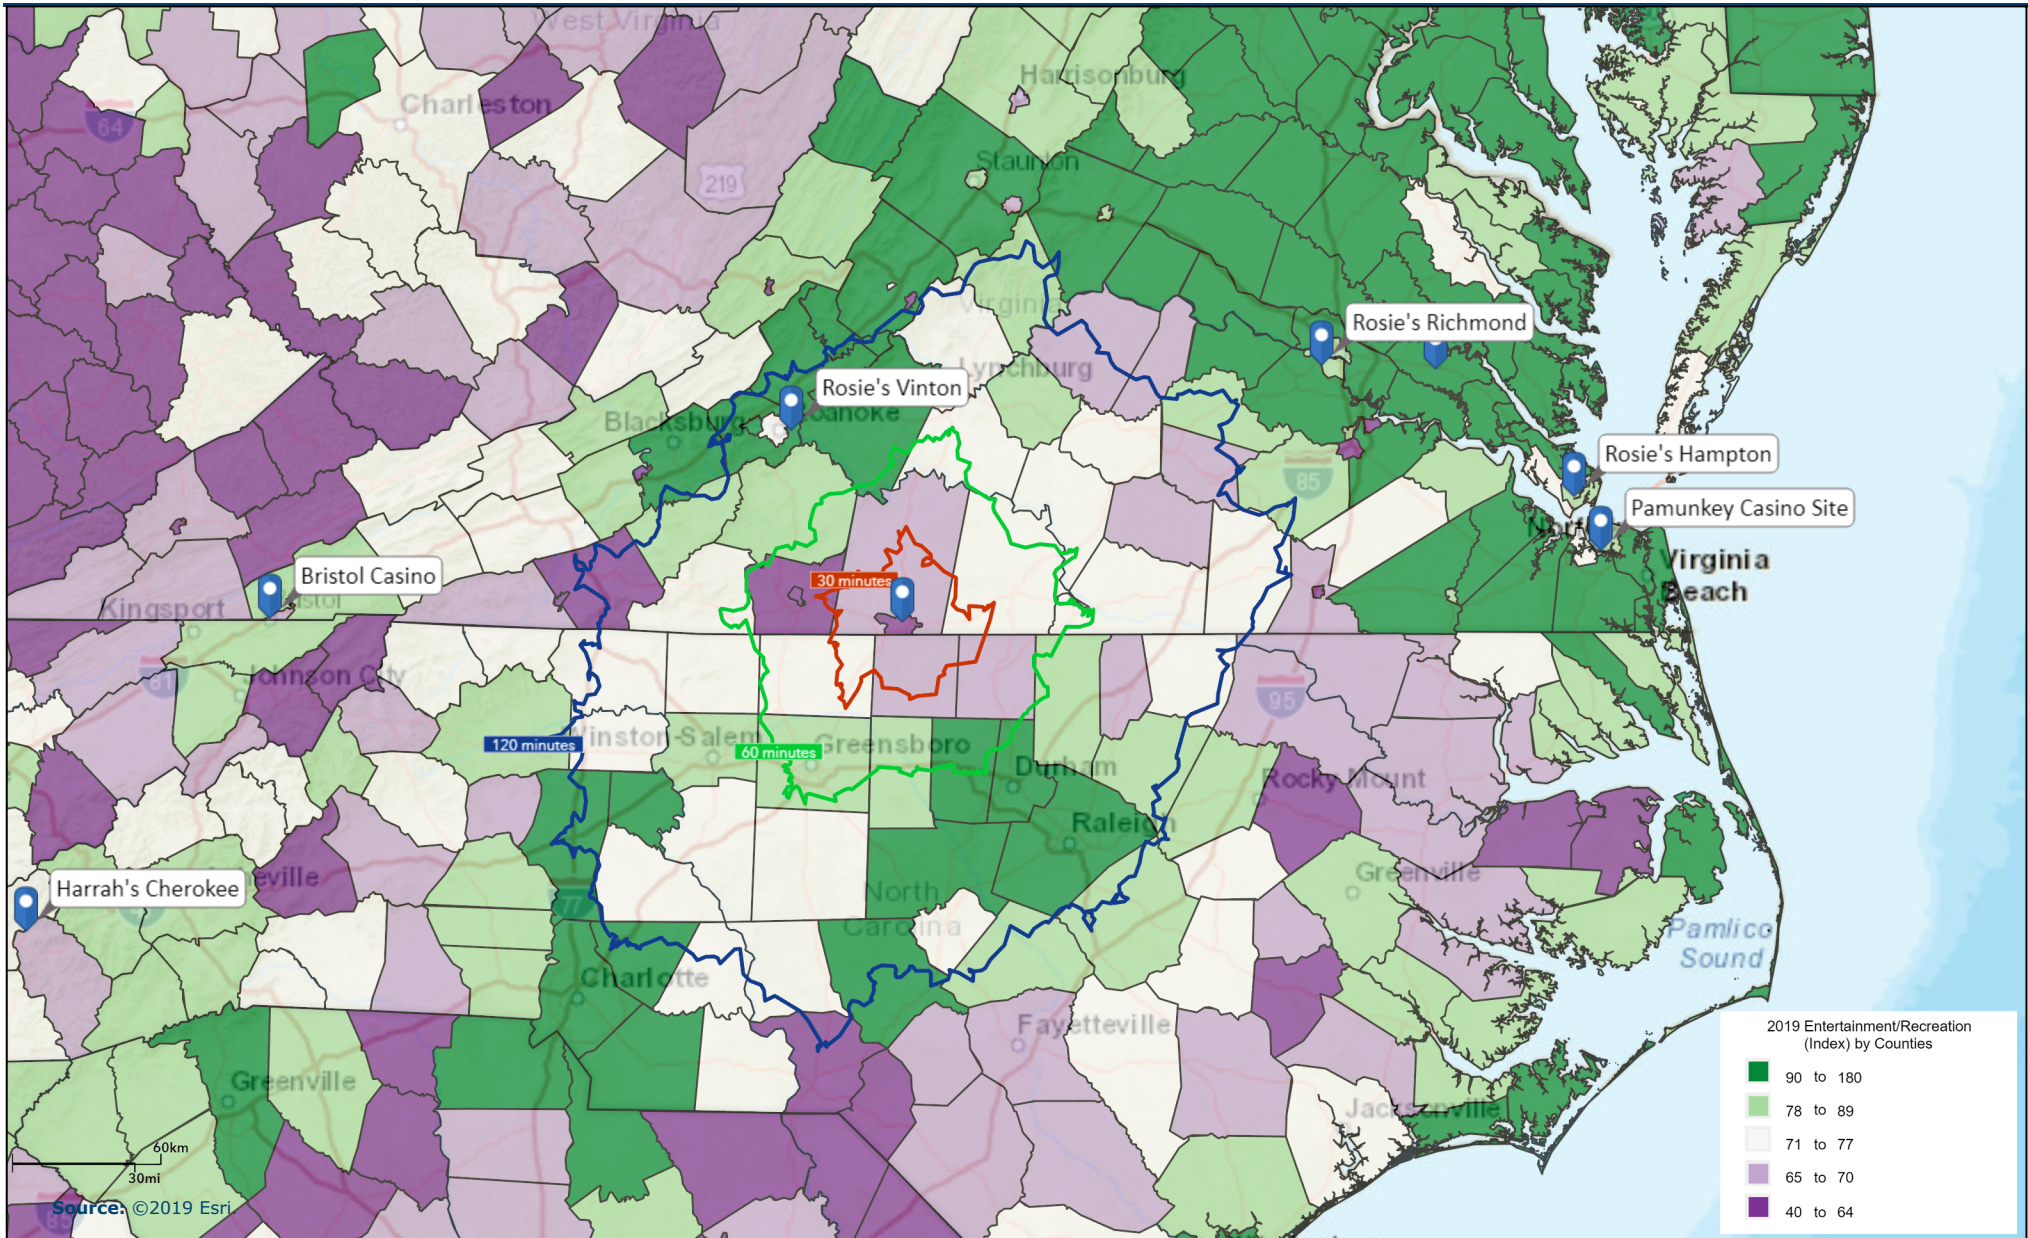 West Virginia
Harrisonburg
Charleston
64
Staunton
219
Virginia
Rosie's Richmond
Lynchburg
Rosie's Vinton
Blacksburg
Roanoke
Rosie's Hampton
85
Pamunkey Casino Site
Norfolk
Virginia
Beach
Bristol Casino
Bristol
30 minutes
Kingsport
Johnson City
81
95
120 minutes
Winston-Salem
60 minutes
Greensboro
Durham
Rocky Mount
Raleigh
Harrah's Cherokee
Asheville
77
North
Carolina
Greenville
Pamlico
Sound
Charlotte
Fayetteville
Greenville
Jacksonville
60km
30mi
85
Source: ©2019 Esri.
2019 Entertainment/Recreation
(Index) by Counties
90 to 180
78 to 89
71 to 77
65 to 70
40 to 64